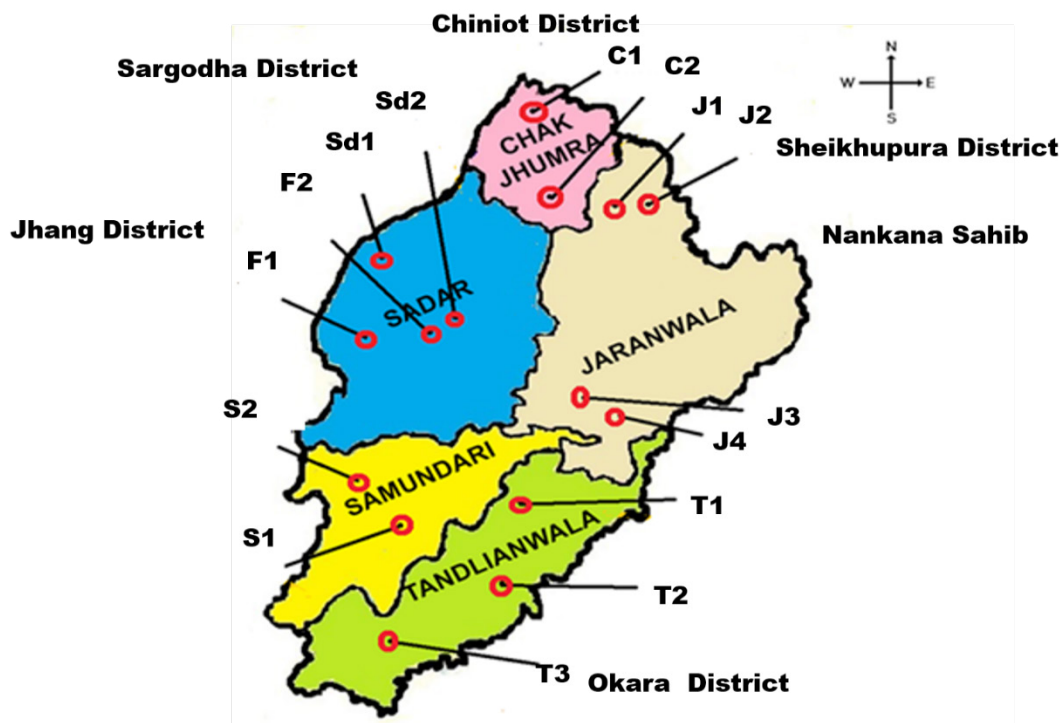 Chiniot District
Sargodha District
C1
C2
N
W
E
S
Sd2
J1
J2
Sd1
CHAK
JHUMRA
Sheikhupura District
F2
Jhang District
Nankana Sahib
F1
SADAR
JARANWALA
S2
J3
J4
SAMUNDARI
T1
S1
TANDLIANWALA
T2
T3
Okara District